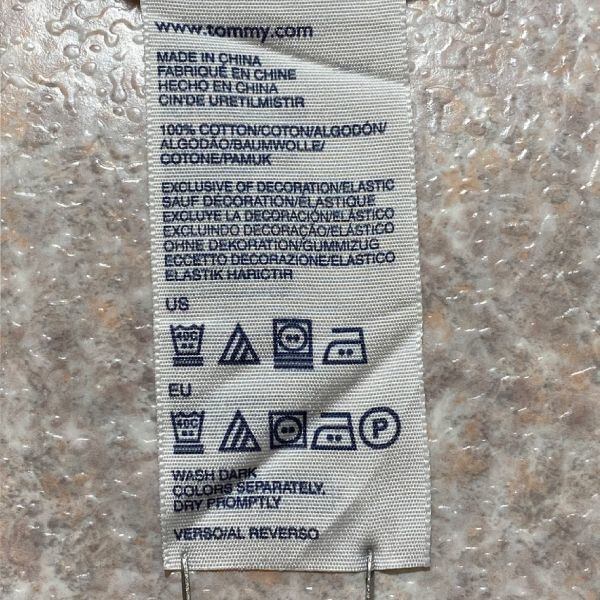 www.tommy.com
MADE IN CHINA
FABRIQUÉ EN CHINE
HECHO EN CHINA
CIN'DE URETILMISTIR
100% COTTON/COTON/ALGODÓN/
ALGODÃO/BAUMWOLLE/
COTONE/PAMUK
EXCLUSIVE OF DECORATION/ELASTIC
SAUF DÉCORATION/ÉLASTIQUE
EXCLUYE LA DECORACIÓN/ELÁSTICO
EXCLUINDO DECORAÇÃO/ELÁSTICO
OHNE DEKORATION/GUMMIZUG
ECCETTO DECORAZIONE/ELASTICO
ELASTIK HARICTIR
US
EU
P
WASH DARK
COLORS SEPARATELY,
DRY PROMPTLY
VERSO/AL REVERSO